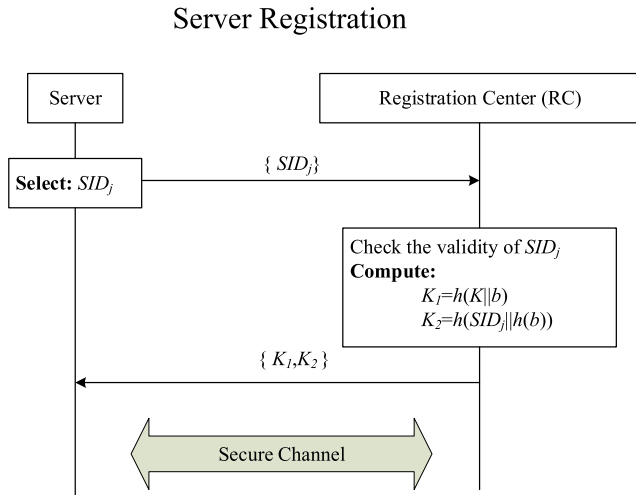 Server Registration
Server
Registration Center (RC)
Select: SIDj
{ SIDj}
Check the validity of SIDj
Compute:
K1=h(K||b)
K2=h(SIDj||h(b))
{ K1,K2 }
Secure Channel